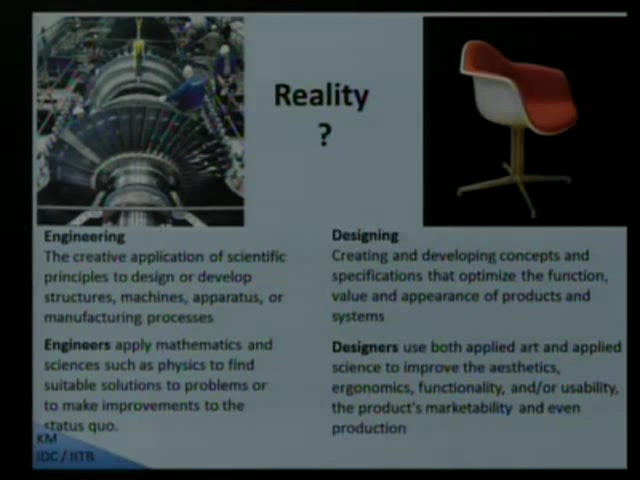 Reality
?
Engineering
The creative application of scientific
principles to design or develop
structures, machines, apparatus, or
manufacturing processes
Engineers apply mathematics and
sciences such as physics to find
suitable solutions to problems or
to make improvements to the
status quo.
Designing
Creating and developing concepts and
specifications that optimize the function,
value and appearance of products and
systems
Designers use both applied art and applied
science to improve the aesthetics,
ergonomics, functionality, and/or usability,
the product's marketability and even
production
KM
IDC / IITB